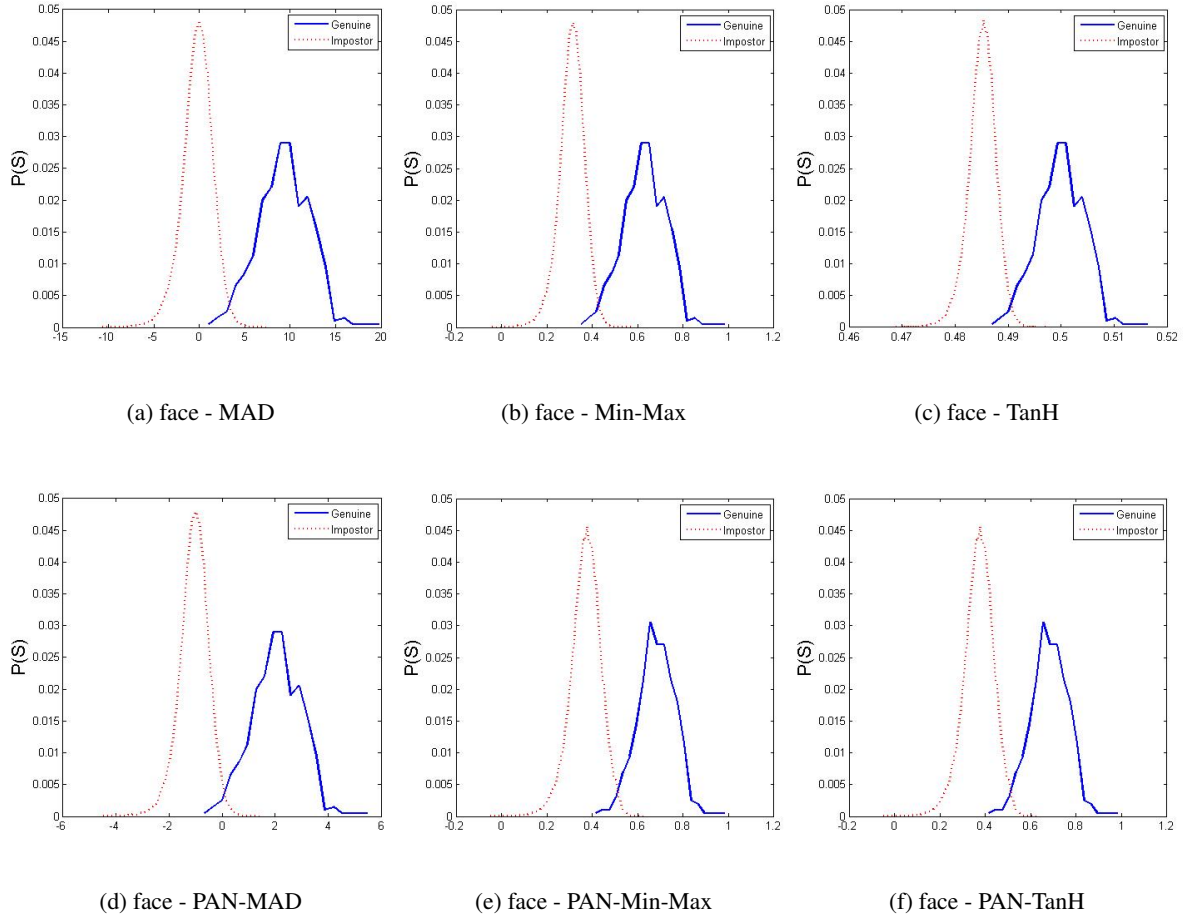 0.05
0.045
0.04
0.035
0.03
0.025
0.02
0.015
0.01
0.005
0
P(S)
Genuine
Impostor
-15 -10 -5 0 5 10 15 20
(a) face - MAD
0.05
0.045
0.04
0.035
0.03
0.025
0.02
0.015
0.01
0.005
0
P(S)
Genuine
Impostor
-0.2 0 0.2 0.4 0.6 0.8 1 1.2
(b) face - Min-Max
0.05
0.045
0.04
0.035
0.03
0.025
0.02
0.015
0.01
0.005
0
P(S)
Genuine
Impostor
0.46 0.47 0.48 0.49 0.5 0.51 0.52
(c) face - TanH
0.05
0.045
0.04
0.035
0.03
0.025
0.02
0.015
0.01
0.005
0
P(S)
Genuine
Impostor
-6 -4 -2 0 2 4 6
(d) face - PAN-MAD
0.05
0.045
0.04
0.035
0.03
0.025
0.02
0.015
0.01
0.005
0
P(S)
Genuine
Impostor
-0.2 0 0.2 0.4 0.6 0.8 1 1.2
(e) face - PAN-Min-Max
0.05
0.045
0.04
0.035
0.03
0.025
0.02
0.015
0.01
0.005
0
P(S)
Genuine
Impostor
-0.2 0 0.2 0.4 0.6 0.8 1 1.2
(f) face - PAN-TanH